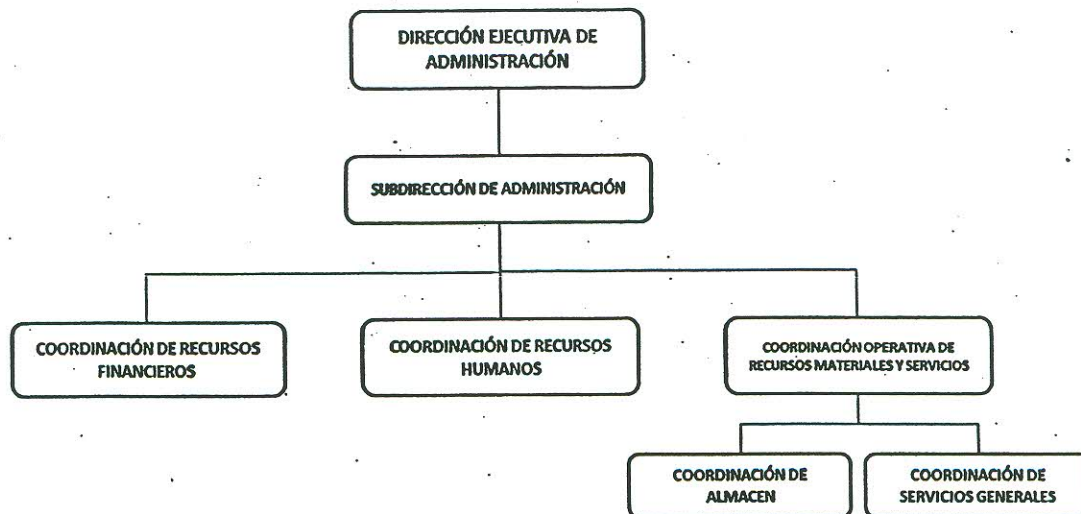 DIRECCIÓN EJECUTIVA DE
ADMINISTRACIÓN
SUBDIRECCIÓN DE ADMINISTRACIÓN
COORDINACIÓN DE RECURSOS
FINANCIEROS
COORDINACIÓN DE RECURSOS
HUMANOS
COORDINACIÓN OPERATIVA DE
RECURSOS MATERIALES Y SERVICIOS
COORDINACIÓN DE
ALMACEN
COORDINACIÓN DE
SERVICIOS GENERALES